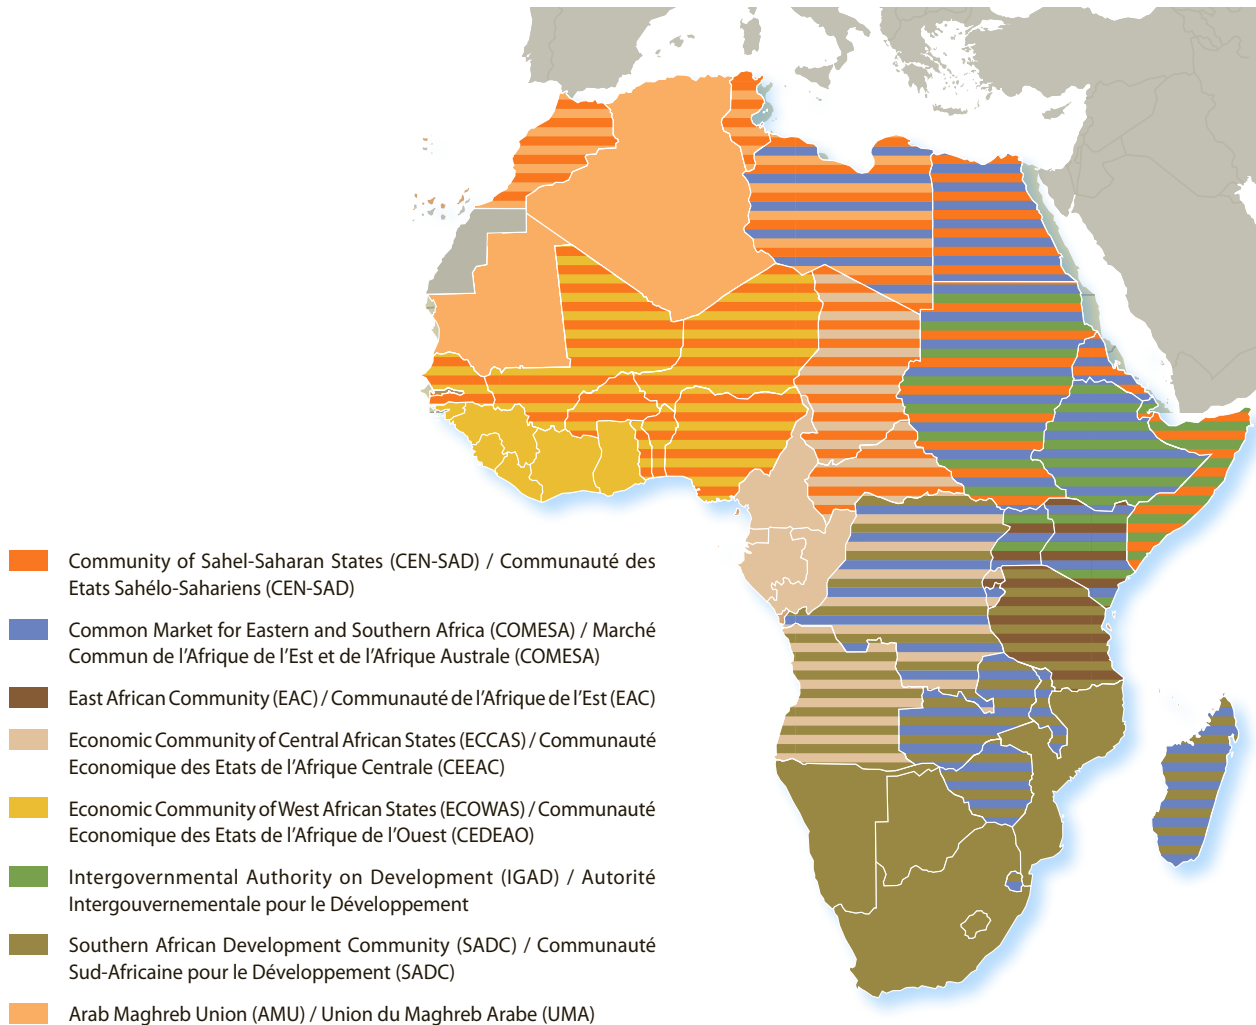 Community of Sahel-Saharan States (CEN-SAD) / Communauté des
Etats Sahélo-Sahariens (CEN-SAD)
Common Market for Eastern and Southern Africa (COMESA) / Marché
Commun de l’Afrique de l’Est et de l’Afrique Australe (COMESA)
East African Community (EAC) / Communauté de l’Afrique de l’Est (EAC)
Economic Community of Central African States (ECCAS) / Communauté
Economique des Etats de l’Afrique Centrale (CEEAC)
Economic Community of West African States (ECOWAS) / Communauté
Economique des Etats de l’Afrique de l’Ouest (CEDEAO)
Intergovernmental Authority on Development (IGAD) / Autorité
Intergouvernementale pour le Développement
Southern African Development Community (SADC) / Communauté
Sud-Africaine pour le Développement (SADC)
Arab Maghreb Union (AMU) / Union du Maghreb Arabe (UMA)